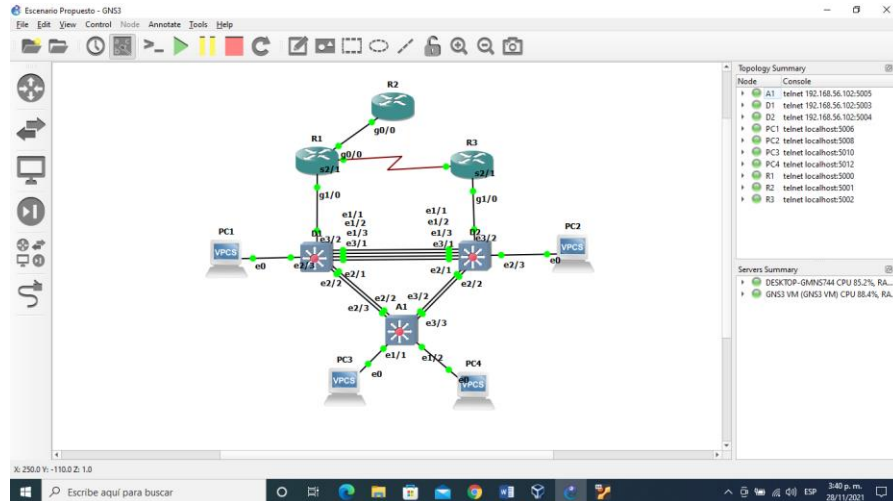 Escenario Propuesto - GNS3
File Edit View Control Node Annotate Tools Help
R2
g0/0
R1
g0/0
s2/1
R3
s2/1
g1/0
g1/0
e1/1
e1/2
e1/3
e3/1
e1/1
e1/2
e1/3
e3/1
PC1
VPCS
e0
e2/3
D1
e3/2
D2
e3/2
PC2
VPCS
e0
e2/3
e2/1
e2/2
e2/1
e2/2
e2/3
e2/2
e3/2
e3/3
A1
e1/1
e1/2
PC3
VPCS
e0
PC4
VPCS
e0
X: 250.0 Y: -110.0 Z: 1.0
Topology Summary
Node Console
A1 telnet 192.168.56.102:5005
D1 telnet 192.168.56.102:5003
D2 telnet 192.168.56.102:5004
PC1 telnet localhost:5006
PC2 telnet localhost:5008
PC3 telnet localhost:5010
PC4 telnet localhost:5012
R1 telnet localhost:5000
R2 telnet localhost:5001
R3 telnet localhost:5002
Servers Summary
DESKTOP-GMNS744 CPU 85.2%, RA...
GNS3 VM (GNS3 VM) CPU 88.4%, RA...
Escribe aquí para buscar
ESP
3:40 p. m.
28/11/2021